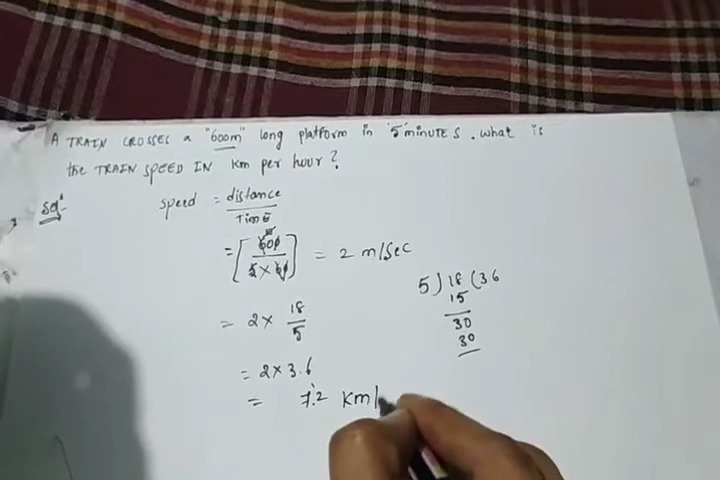 A TRAIN CROSSES a "600m" long platform in '5' minutes. what is
the TRAIN SPEED IN Km per hour?
Sol:-
speed = distance / Time
= [600 / 5 × 60] = 2 m/sec
= 2 × 18/5
= 2 × 3.6
= 7.2 Km/
5 ) 18 ( 36
15
30
30